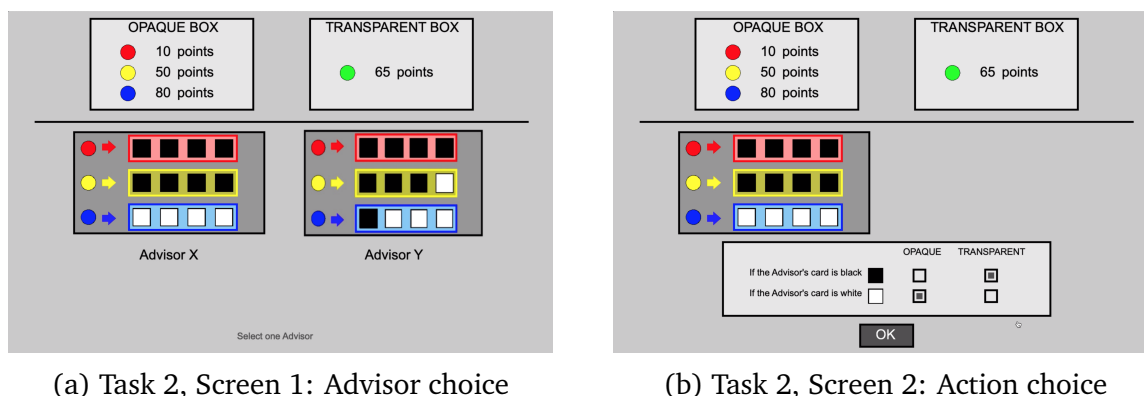 OPAQUE BOX
10 points
50 points
80 points
TRANSPARENT BOX
65 points
Advisor X
Advisor Y
Select one Advisor
(a) Task 2, Screen 1: Advisor choice
OPAQUE BOX
10 points
50 points
80 points
TRANSPARENT BOX
65 points
OPAQUE TRANSPARENT
If the Advisor's card is black
If the Advisor's card is white
OK
(b) Task 2, Screen 2: Action choice